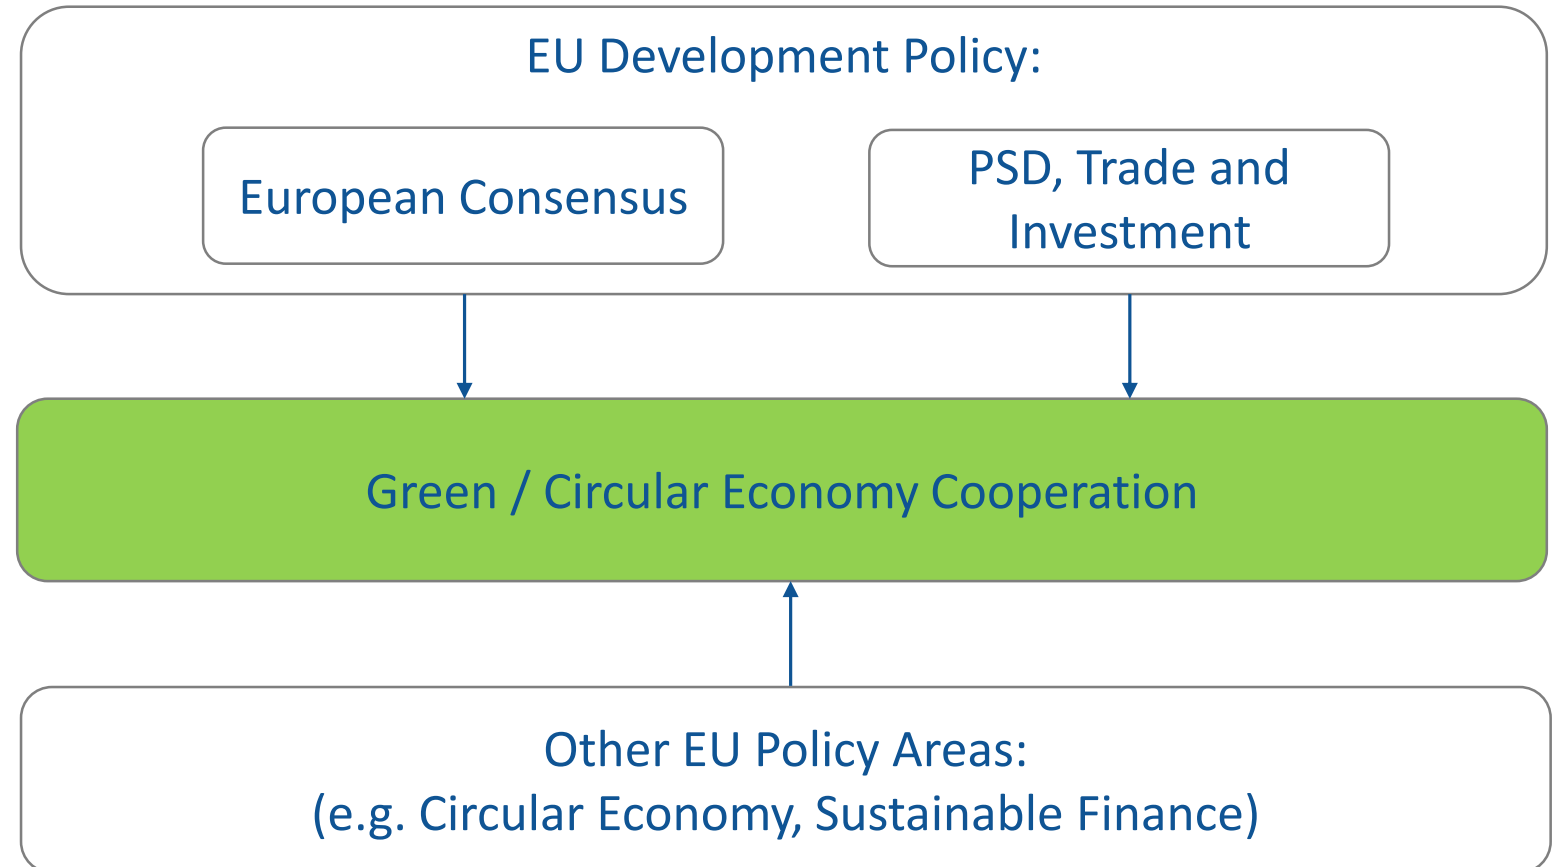 EU Development Policy:
European Consensus
PSD, Trade and
Investment
Green / Circular Economy Cooperation
Other EU Policy Areas:
(e.g. Circular Economy, Sustainable Finance)